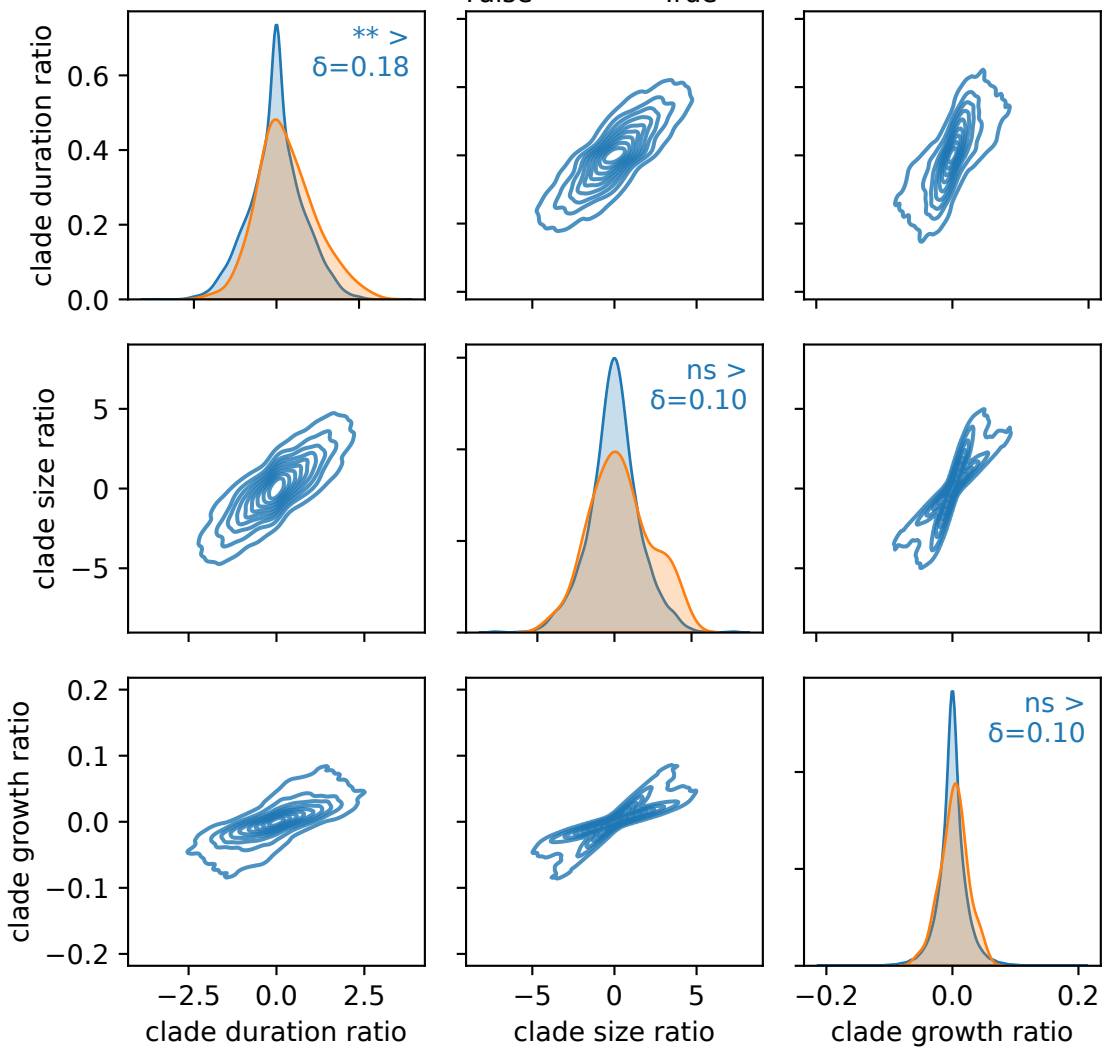 clade duration ratio
0.6
0.4
0.2
0.0
** >
δ=0.18
clade size ratio
5
0
−5
ns >
δ=0.10
clade growth ratio
0.2
0.1
0.0
−0.1
−0.2
ns >
δ=0.10
−2.5 0.0 2.5
−5 0 5
−0.2 0.0 0.2
clade duration ratio
clade size ratio
clade growth ratio